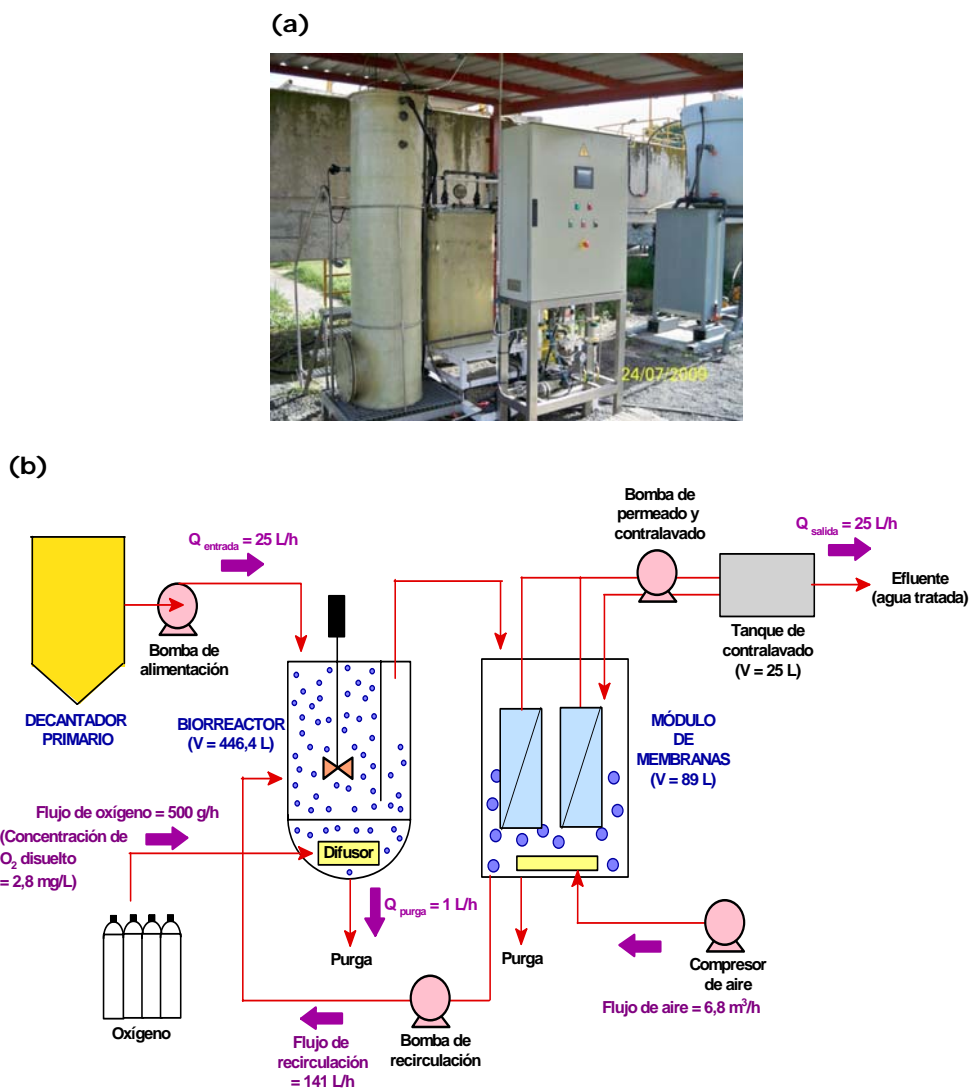 (a)
24/07/2009
(b)
Q entrada = 25 L/h
Bomba de
permeado y
contralavado
Q salida = 25 L/h
Efluente
(agua tratada)
Bomba de
alimentación
Tanque de
contralavado
(V = 25 L)
DECANTADOR
PRIMARIO
BIORREACTOR
(V = 446,4 L)
MÓDULO
DE
MEMBRANAS
(V = 89 L)
Flujo de oxígeno = 500 g/h
(Concentración de
O2 disuelto
= 2,8 mg/L)
Difusor
Q purga = 1 L/h
Purga
Purga
Compresor
de aire
Flujo de aire = 6,8 m³/h
Oxígeno
Flujo de
recirculación
= 141 L/h
Bomba de
recirculación